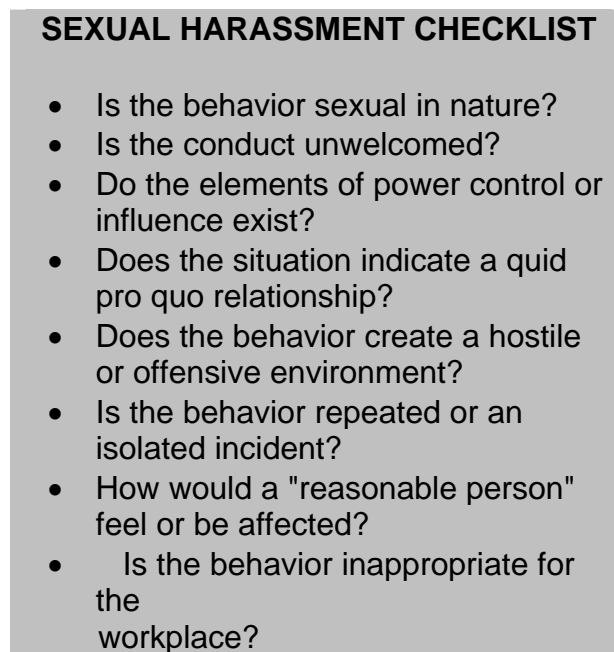 SEXUAL HARASSMENT CHECKLIST
• Is the behavior sexual in nature?
• Is the conduct unwelcomed?
• Do the elements of power control or
influence exist?
• Does the situation indicate a quid
pro quo relationship?
• Does the behavior create a hostile
or offensive environment?
• Is the behavior repeated or an
isolated incident?
• How would a "reasonable person"
feel or be affected?
• Is the behavior inappropriate for
the
workplace?